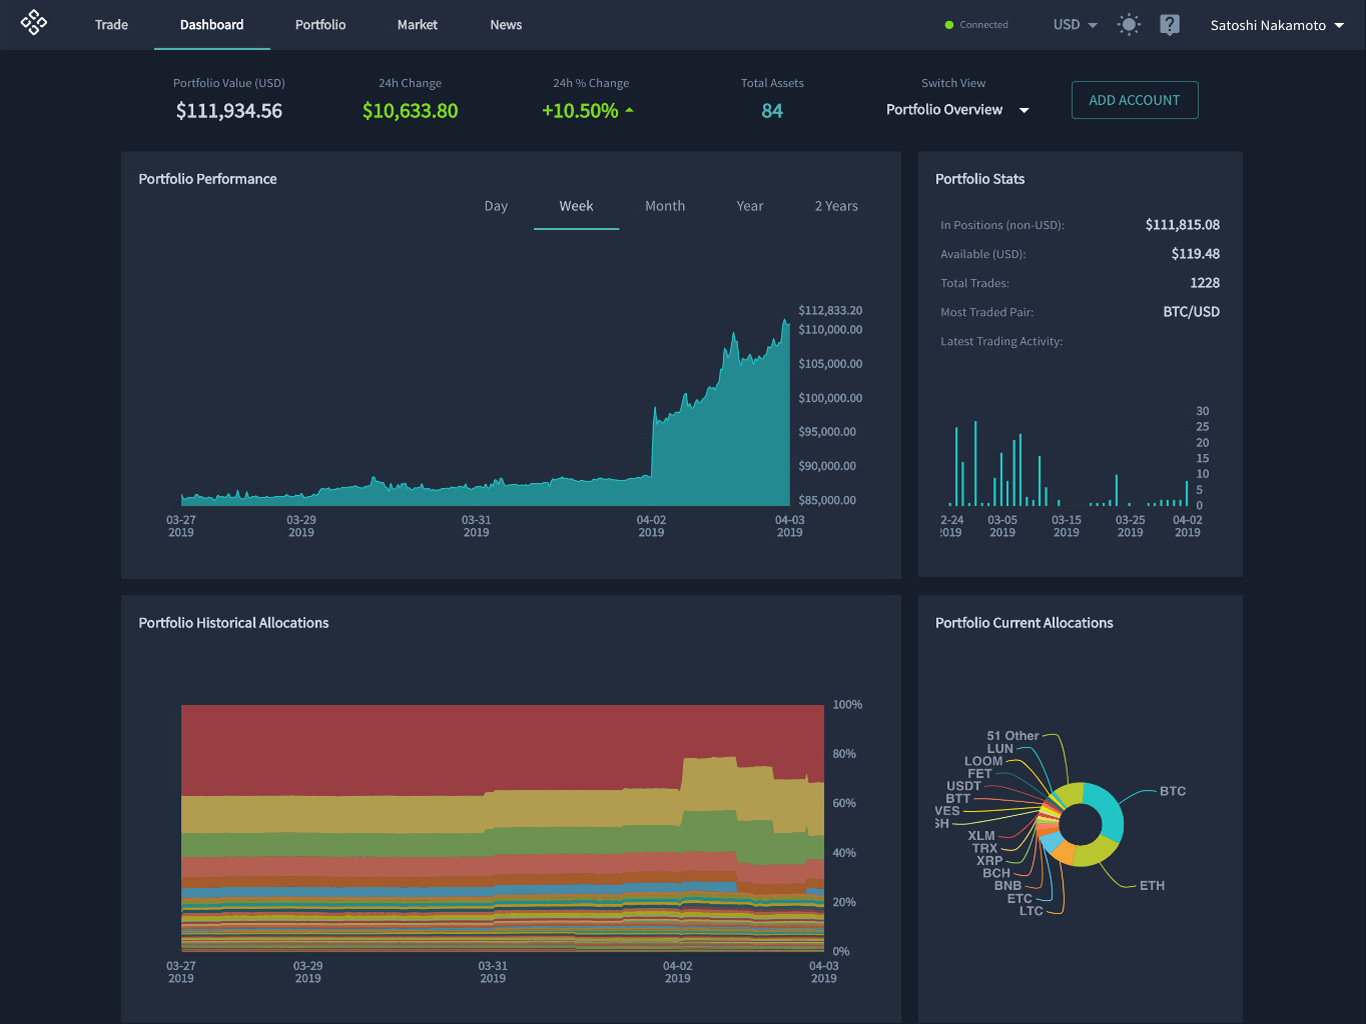 Trade Dashboard Portfolio Market News Connected USD Satoshi Nakamoto
Portfolio Value (USD) 24h Change 24h % Change Total Assets Switch View
$111,934.56 $10,633.80 +10.50% 84 Portfolio Overview ADD ACCOUNT
Portfolio Performance
Day Week Month Year 2 Years
$112,833.20
$110,000.00
$105,000.00
$100,000.00
$95,000.00
$90,000.00
$85,000.00
03-27 03-29 03-31 04-02 04-03
2019 2019 2019 2019 2019
Portfolio Stats
In Positions (non-USD): $111,815.08
Available (USD): $119.48
Total Trades: 1228
Most Traded Pair: BTC/USD
Latest Trading Activity:
30
25
20
15
10
5
0
2-24 03-05 03-15 03-25 04-02
2019 2019 2019 2019 2019
Portfolio Historical Allocations
100%
80%
60%
40%
20%
0%
03-27 03-29 03-31 04-02 04-03
2019 2019 2019 2019 2019
Portfolio Current Allocations
51 Other
LUN
LOOM
FET
USDT
BTT
VES
SH
XLM
TRX
XRP
BCH
BNB
ETC
LTC
BTC
ETH